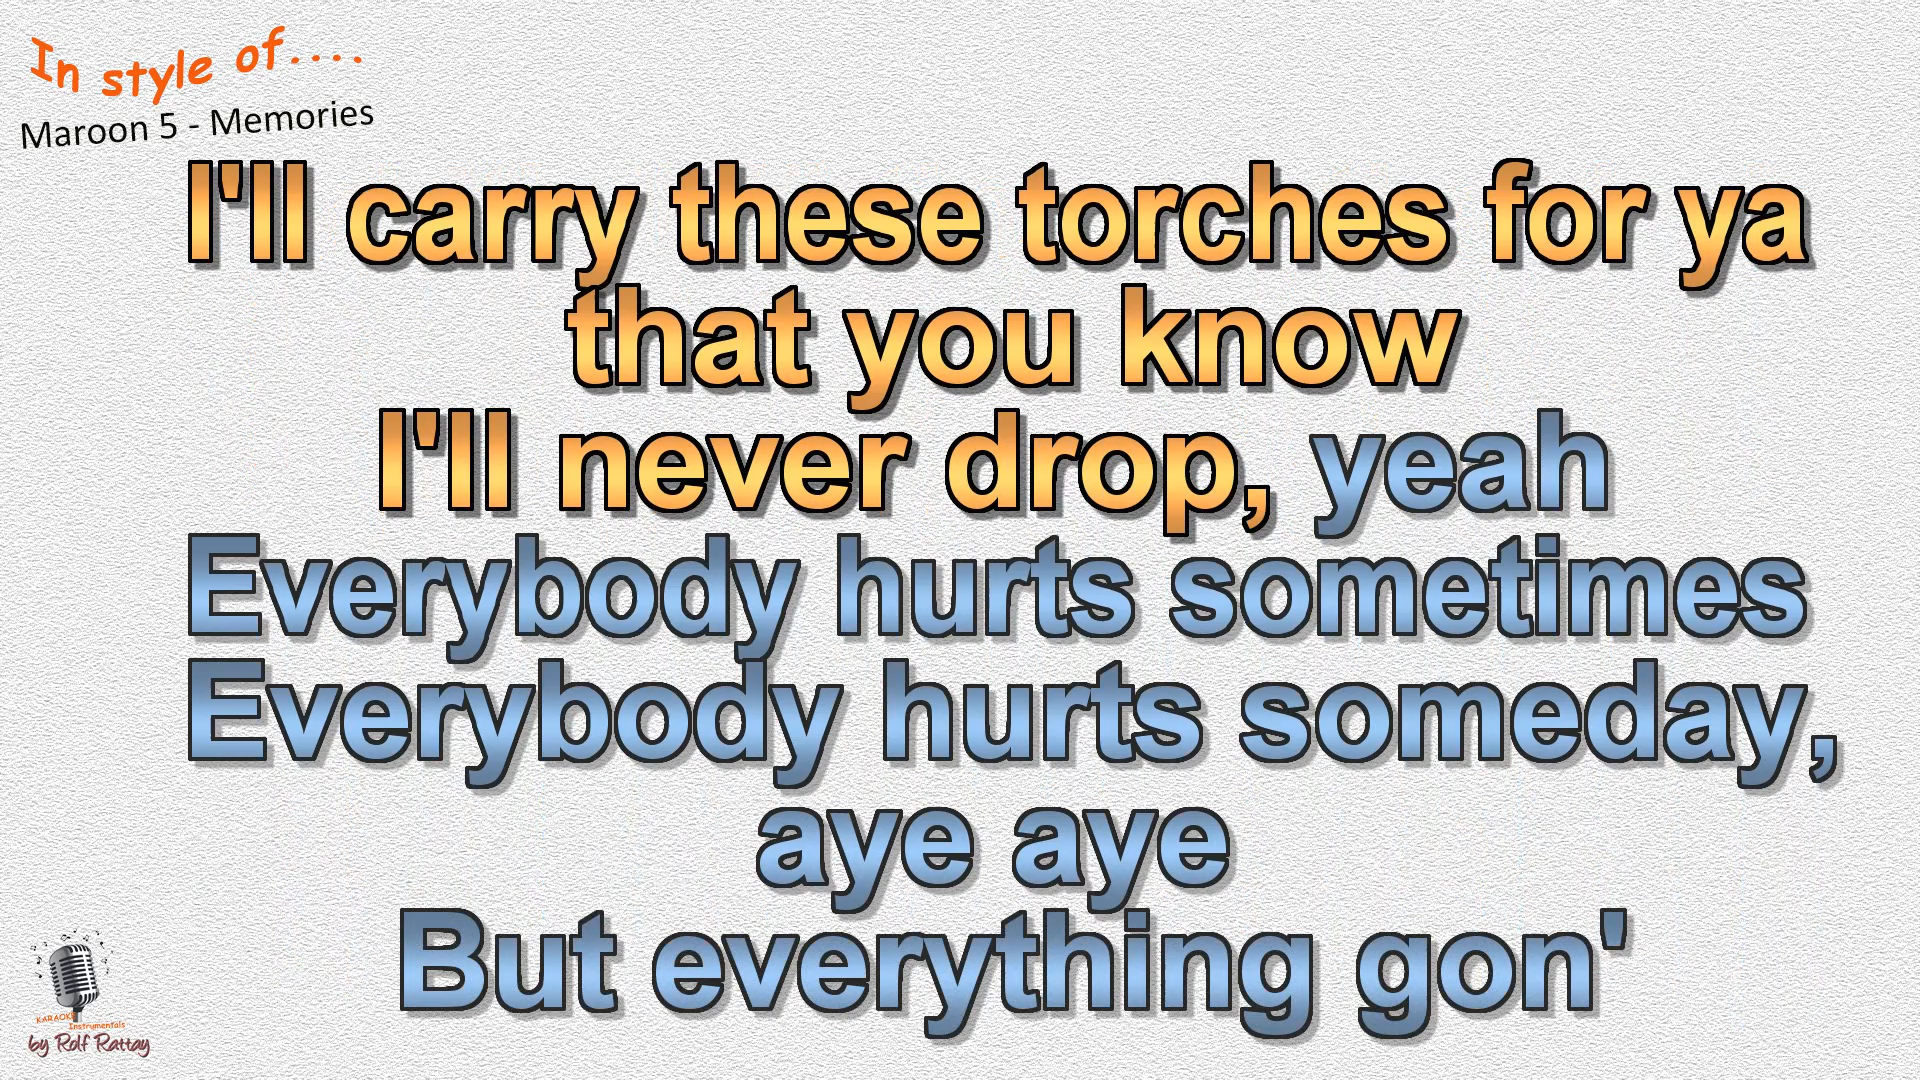 In style of....
Maroon 5 - Memories
I'll carry these torches for ya
that you know
I'll never drop, yeah
Everybody hurts sometimes
Everybody hurts someday,
aye aye
But everything gon'
KARAOKE
Instrumentals
by Rolf Rattay